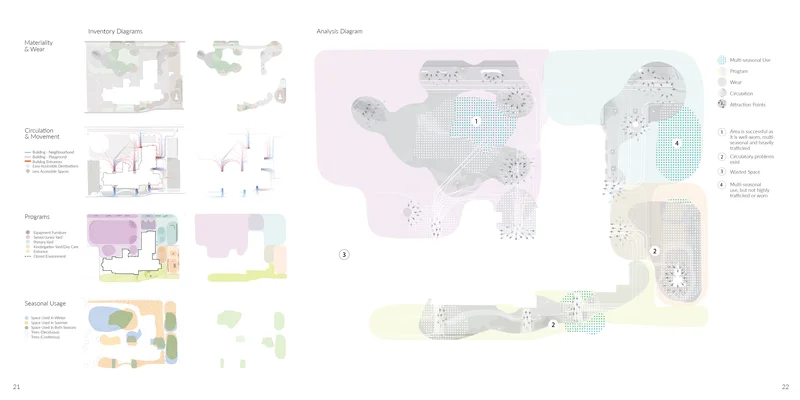 Inventory Diagrams
Analysis Diagram
Materiality
& Wear
Circulation
& Movement
Building - Neighbourhood
Building - Playground
Building Entrances
Less Accessible Destinations
Less Accessible Spaces
Programs
Equipment Furniture
Senior/Junior Yard
Primary Yard
Kindergarten Yard/Day Care
Entrance
Closed Environment
Seasonal Usage
Space Used in Winter
Space Used in Summer
Space Used in Both Seasons
Trees (Deciduous)
Trees (Coniferous)
1
4
3
2
2
Multi-seasonal Use
Program
Wear
Circulation
Attraction Points
1 Area is successful as
it is well-worn, multi-
seasonal and heavily
trafficked
2 Circulatory problems
exist
3 Wasted Space
4 Multi-seasonal
use, but not highly
trafficked or worn
21
22